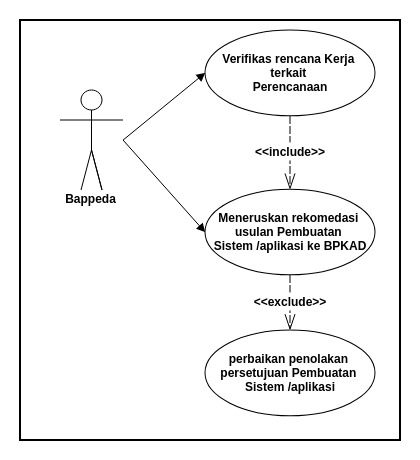 Verifikas rencana Kerja
terkait
Perencanaan
<<include>>
Bappeda
Meneruskan rekomedasi
usulan Pembuatan
Sistem /aplikasi ke BPKAD
<<exclude>>
perbaikan penolakan
persetujuan Pembuatan
Sistem /aplikasi